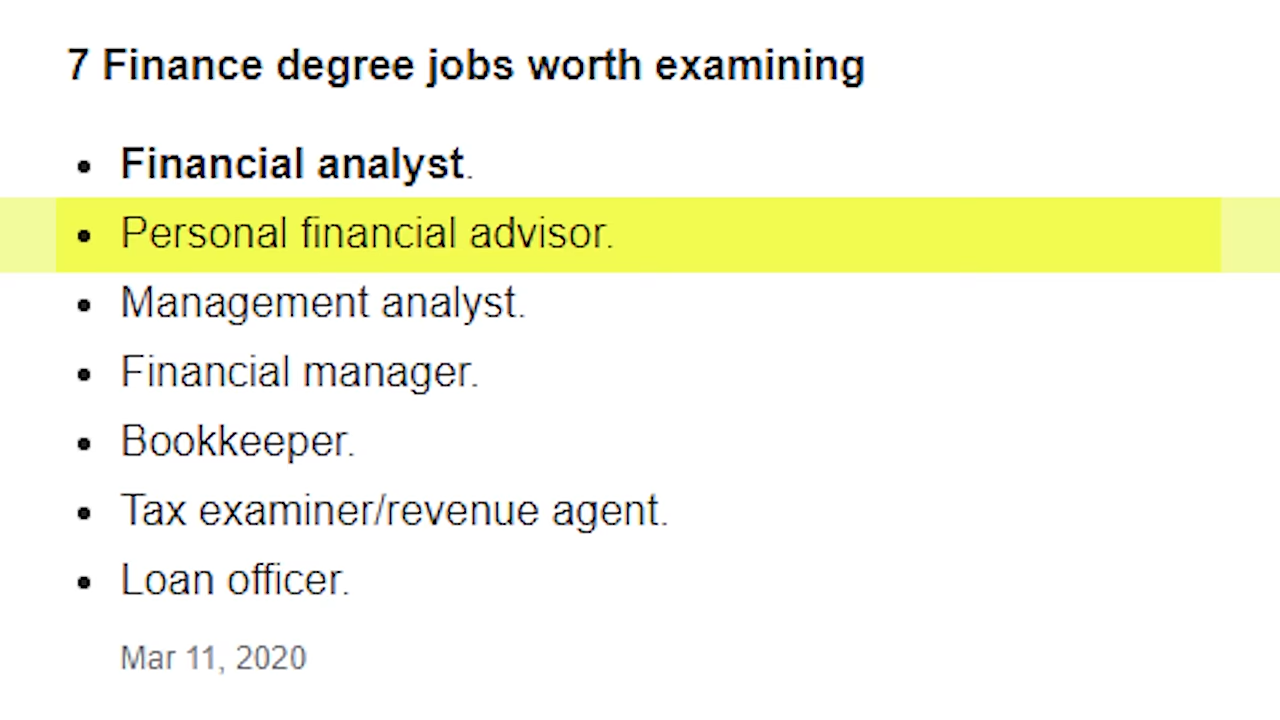 7 Finance degree jobs worth examining
Financial analyst.
Personal financial advisor.
Management analyst.
Financial manager.
Bookkeeper.
Tax examiner/revenue agent.
Loan officer.
Mar 11, 2020